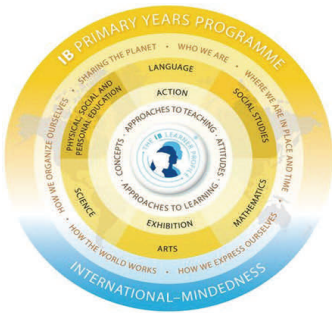 IB PRIMARY YEARS PROGRAMME
SHARING THE PLANET • WHO WE ARE • WHERE WE ARE IN PLACE AND TIME • HOW WE EXPRESS OURSELVES • HOW THE WORLD WORKS • HOW WE ORGANIZE OURSELVES
LANGUAGE
PHYSICAL, SOCIAL AND
PERSONAL EDUCATION
SOCIAL STUDIES
ACTION
CONCEPTS • APPROACHES TO TEACHING • ATTITUDES • APPROACHES TO LEARNING
THE IB LEARNER PROFILE
SCIENCE
MATHEMATICS
EXHIBITION
ARTS
INTERNATIONAL-MINDEDNESS